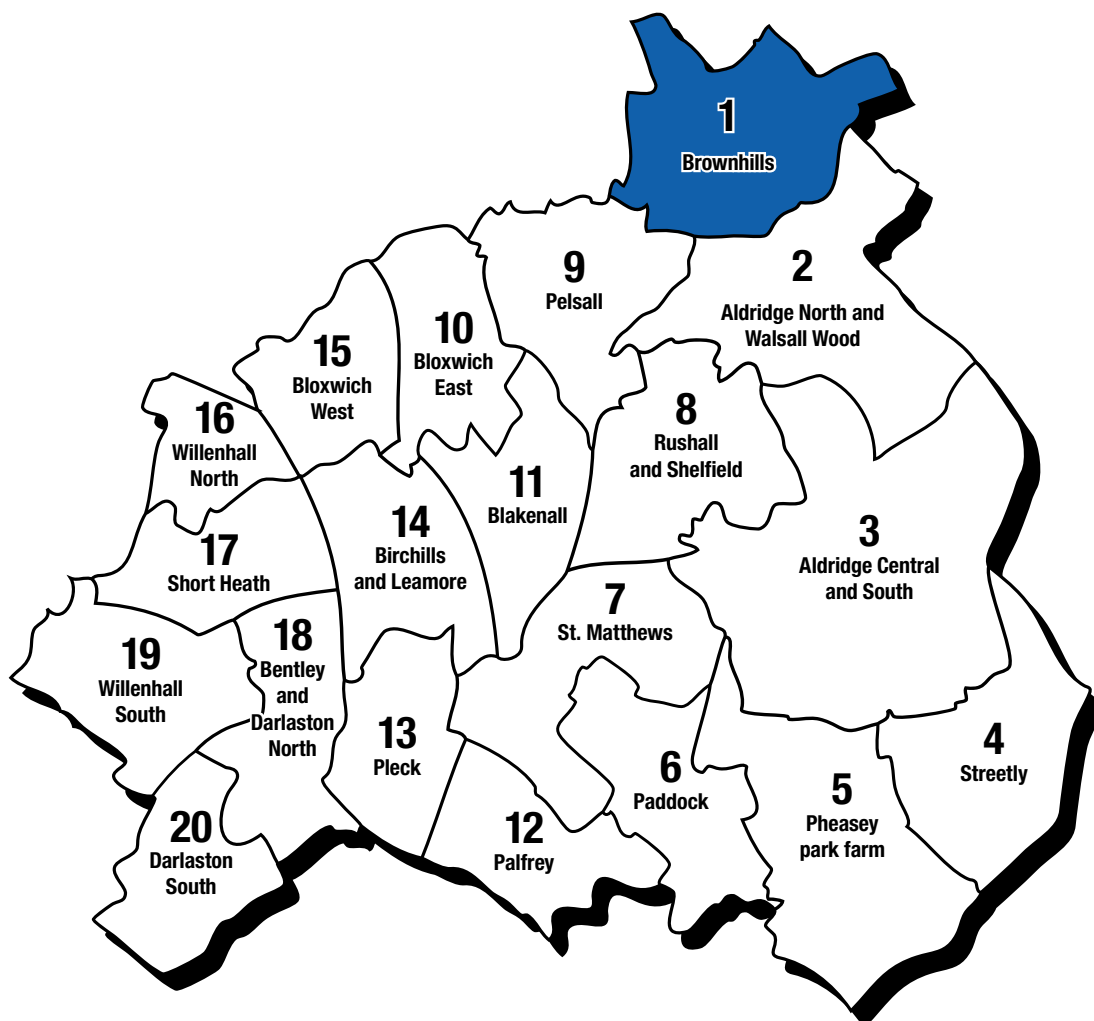 1
Brownhills
2
Aldridge North and
Walsall Wood
3
Aldridge Central
and South
4
Streetly
5
Pheasey
park farm
6
Paddock
7
St. Matthews
8
Rushall
and Shelfield
9
Pelsall
10
Bloxwich
East
11
Blakenall
12
Palfrey
13
Pleck
14
Birchills
and Leamore
15
Bloxwich
West
16
Willenhall
North
17
Short Heath
18
Bentley
and
Darlaston
North
19
Willenhall
South
20
Darlaston
South